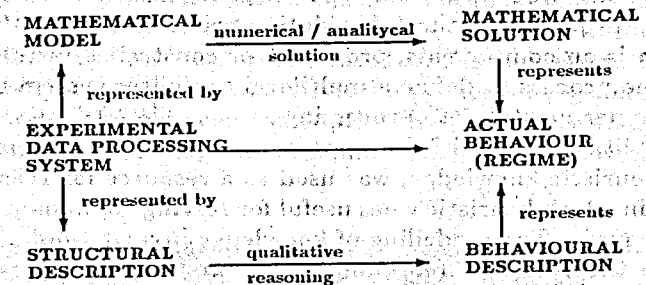 MATHEMATICAL MODEL
numerical / analitycal solution
MATHEMATICAL SOLUTION
represented by
represents
EXPERIMENTAL DATA PROCESSING SYSTEM
ACTUAL BEHAVIOUR (REGIME)
represented by
represents
STRUCTURAL DESCRIPTION
qualitative reasoning
BEHAVIOURAL DESCRIPTION